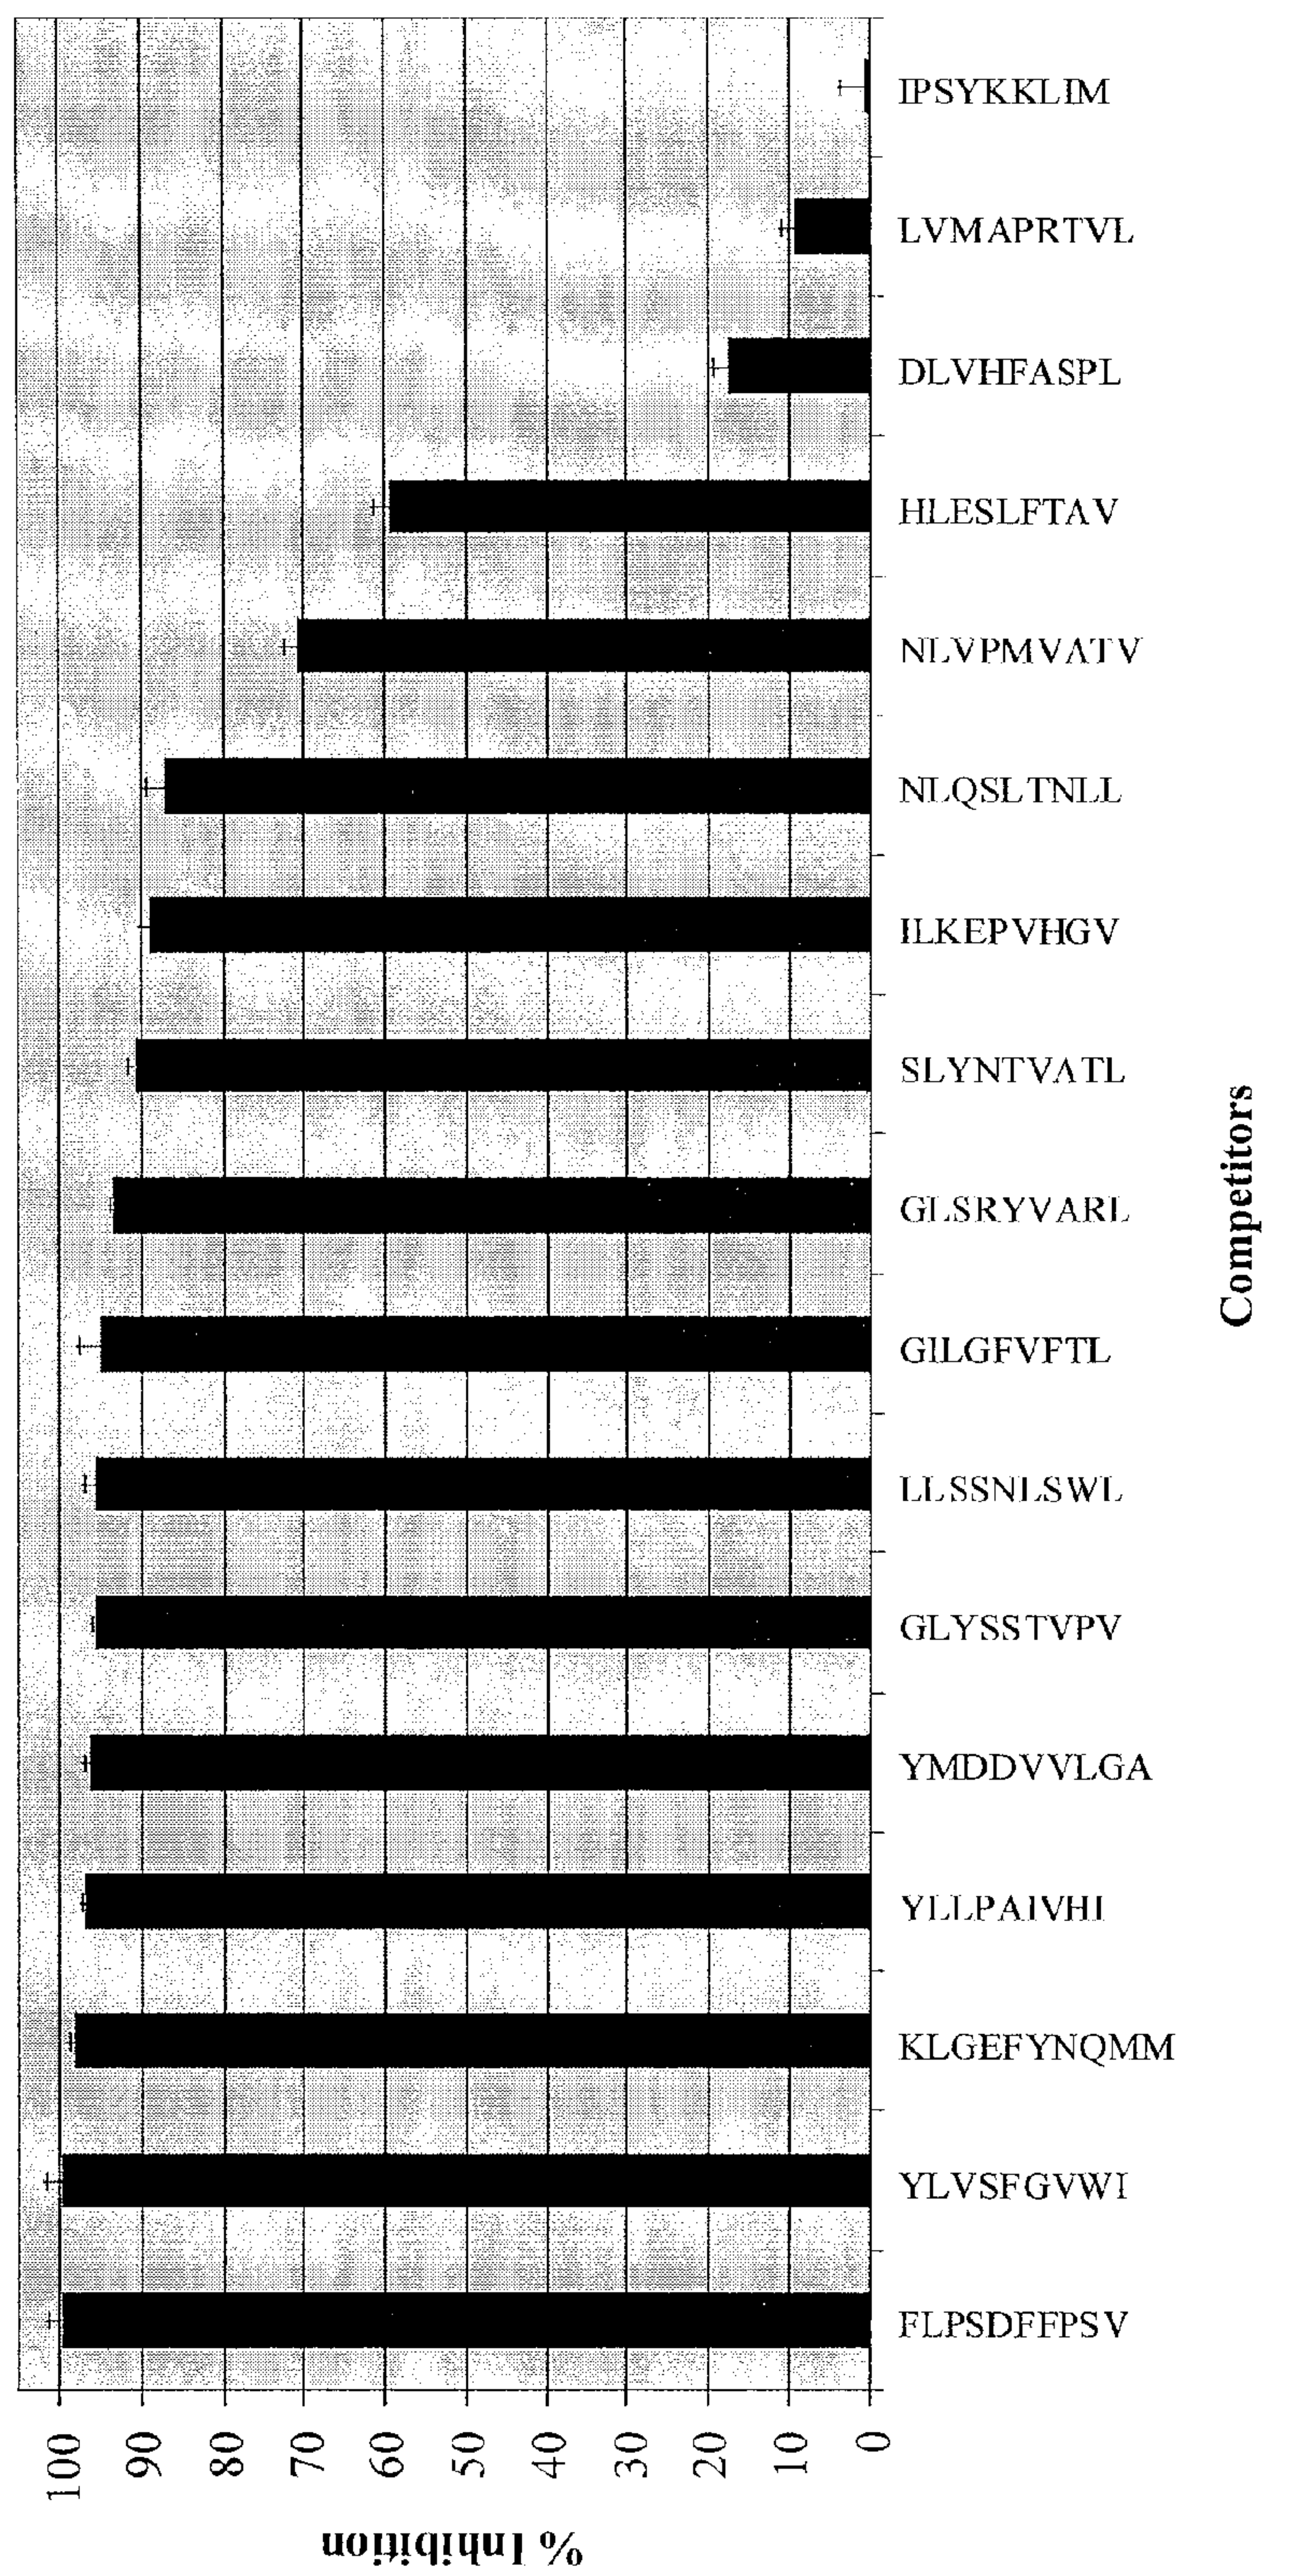 IPSYKKLIM
LVMAPRTVL
DLVHFASPL
HLESLFTAV
NLVPMVATV
NLQSLTNLL
ILKEPVHGV
SLYNTVATL
GLSRYVARL
GILGFVFTL
LLSSNLSWL
GLYSSTVPV
YMDDVVLGA
YLLPAIVHI
KLGEFYNQMM
YLVSFGVWI
FLPSDFFPSV
Competitors
100
90
80
70
60
50
40
30
20
10
0
% Inhibition